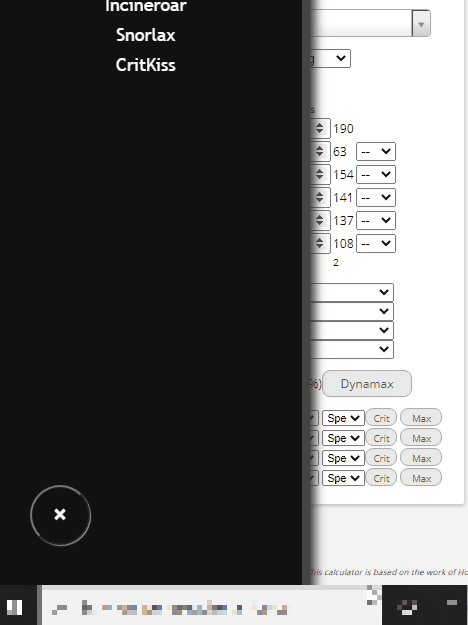 Incineroar
Snorlax
CritKiss
190
63 --
154 --
141 --
137 --
108 --
2
%) Dynamax
Spe Crit Max
Spe Crit Max
Spe Crit Max
Spe Crit Max
his calculator is based on the work of Ho